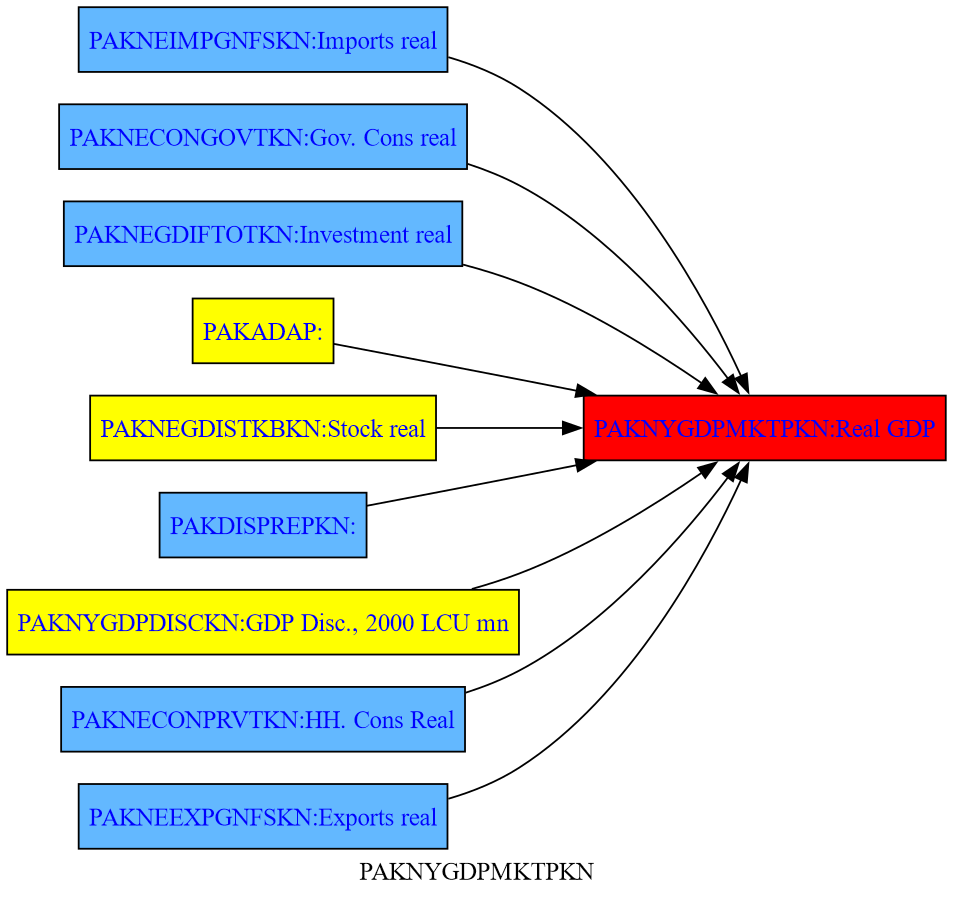 PAKNEIMPGNFSKN:Imports real
PAKNECONGOVTKN:Gov. Cons real
PAKNEGDIFTOTKN:Investment real
PAKADAP:
PAKNEGDISTKBKN:Stock real
PAKNYGDPMKTPKN:Real GDP
PAKDISPREPKN:
PAKNYGDPDISCKN:GDP Disc., 2000 LCU mn
PAKNECONPRVTKN:HH. Cons Real
PAKNEEXPGNFSKN:Exports real
PAKNYGDPMKTPKN